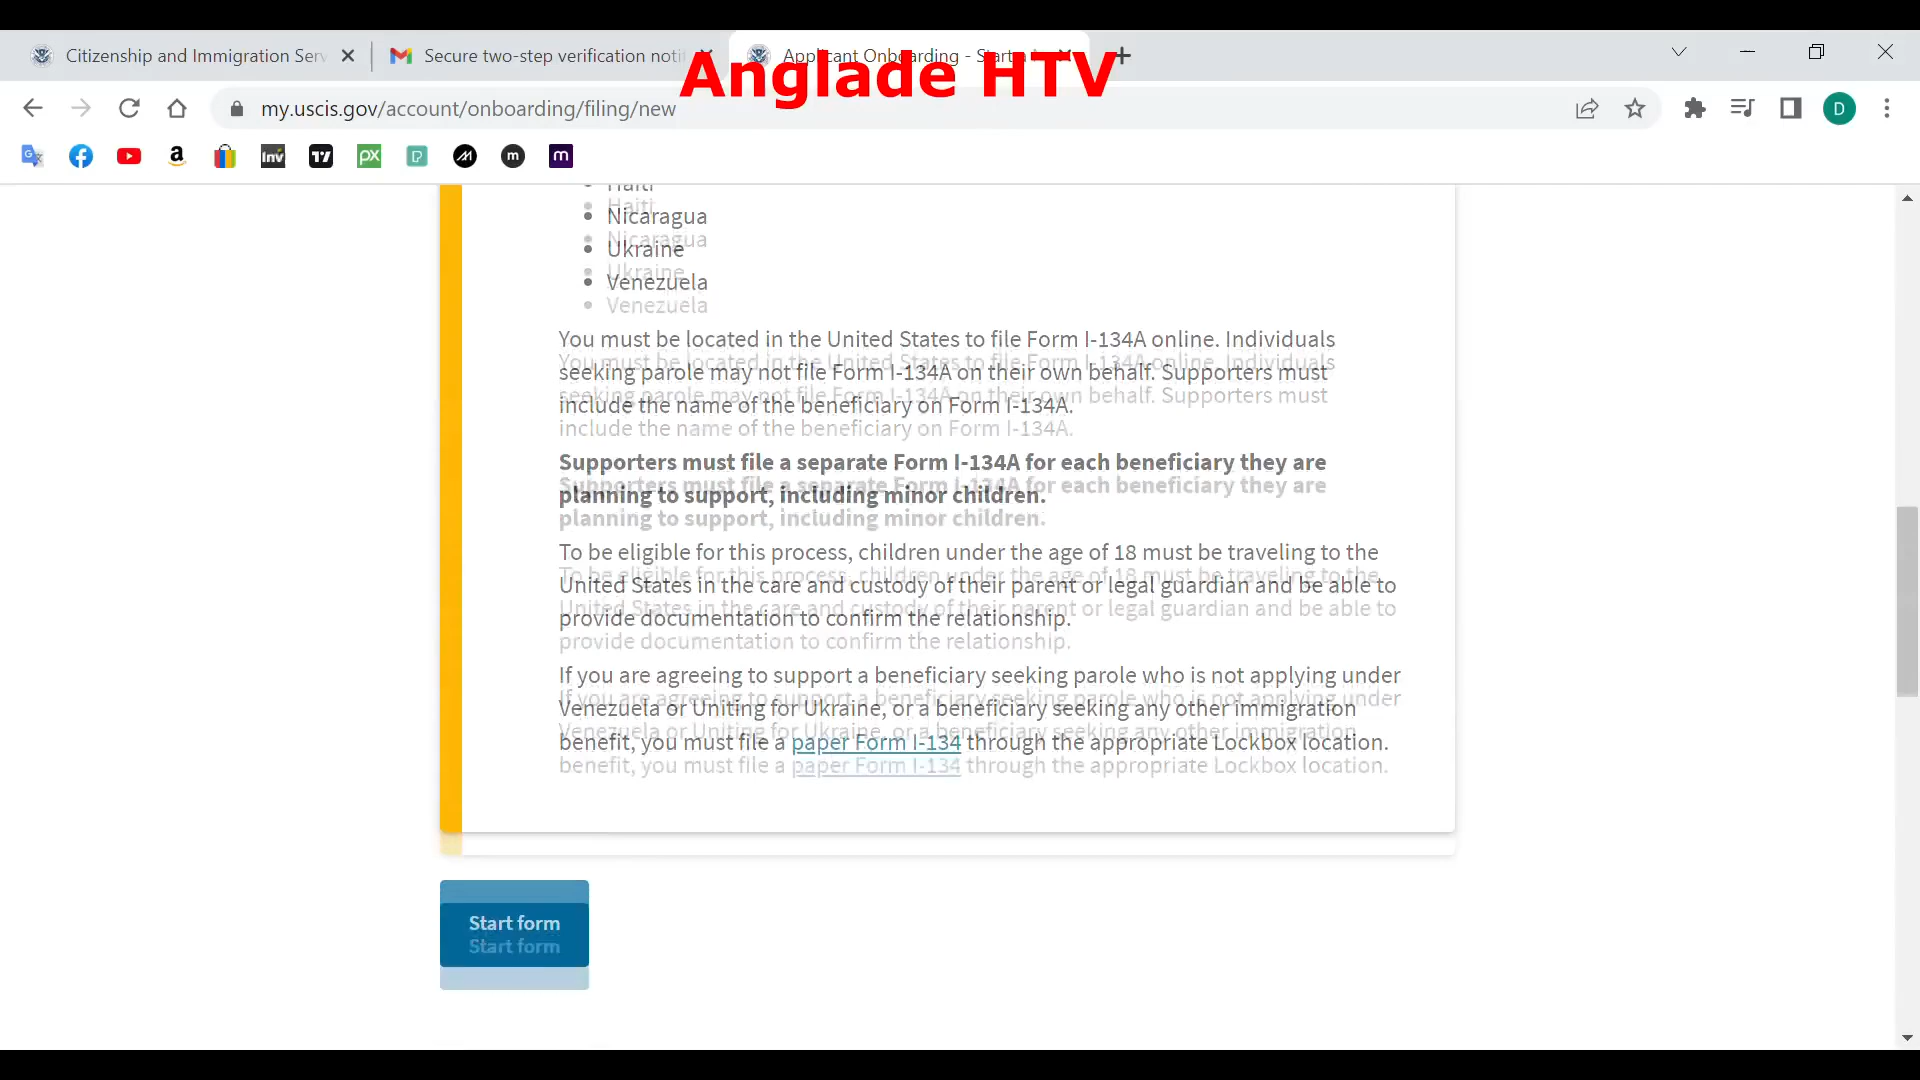 Citizenship and Immigration Serv
Secure two-step verification noti
Applicant Onboarding - Start a
Anglade HTV
my.uscis.gov/account/onboarding/filing/new
D
Haiti
Nicaragua
Ukraine
Venezuela
You must be located in the United States to file Form I-134A online. Individuals
seeking parole may not file Form I-134A on their own behalf. Supporters must
include the name of the beneficiary on Form I-134A.
Supporters must file a separate Form I-134A for each beneficiary they are
planning to support, including minor children.
To be eligible for this process, children under the age of 18 must be traveling to the
United States in the care and custody of their parent or legal guardian and be able to
provide documentation to confirm the relationship.
If you are agreeing to support a beneficiary seeking parole who is not applying under
Venezuela or Uniting for Ukraine, or a beneficiary seeking any other immigration
benefit, you must file a paper Form I-134 through the appropriate Lockbox location.
Start form